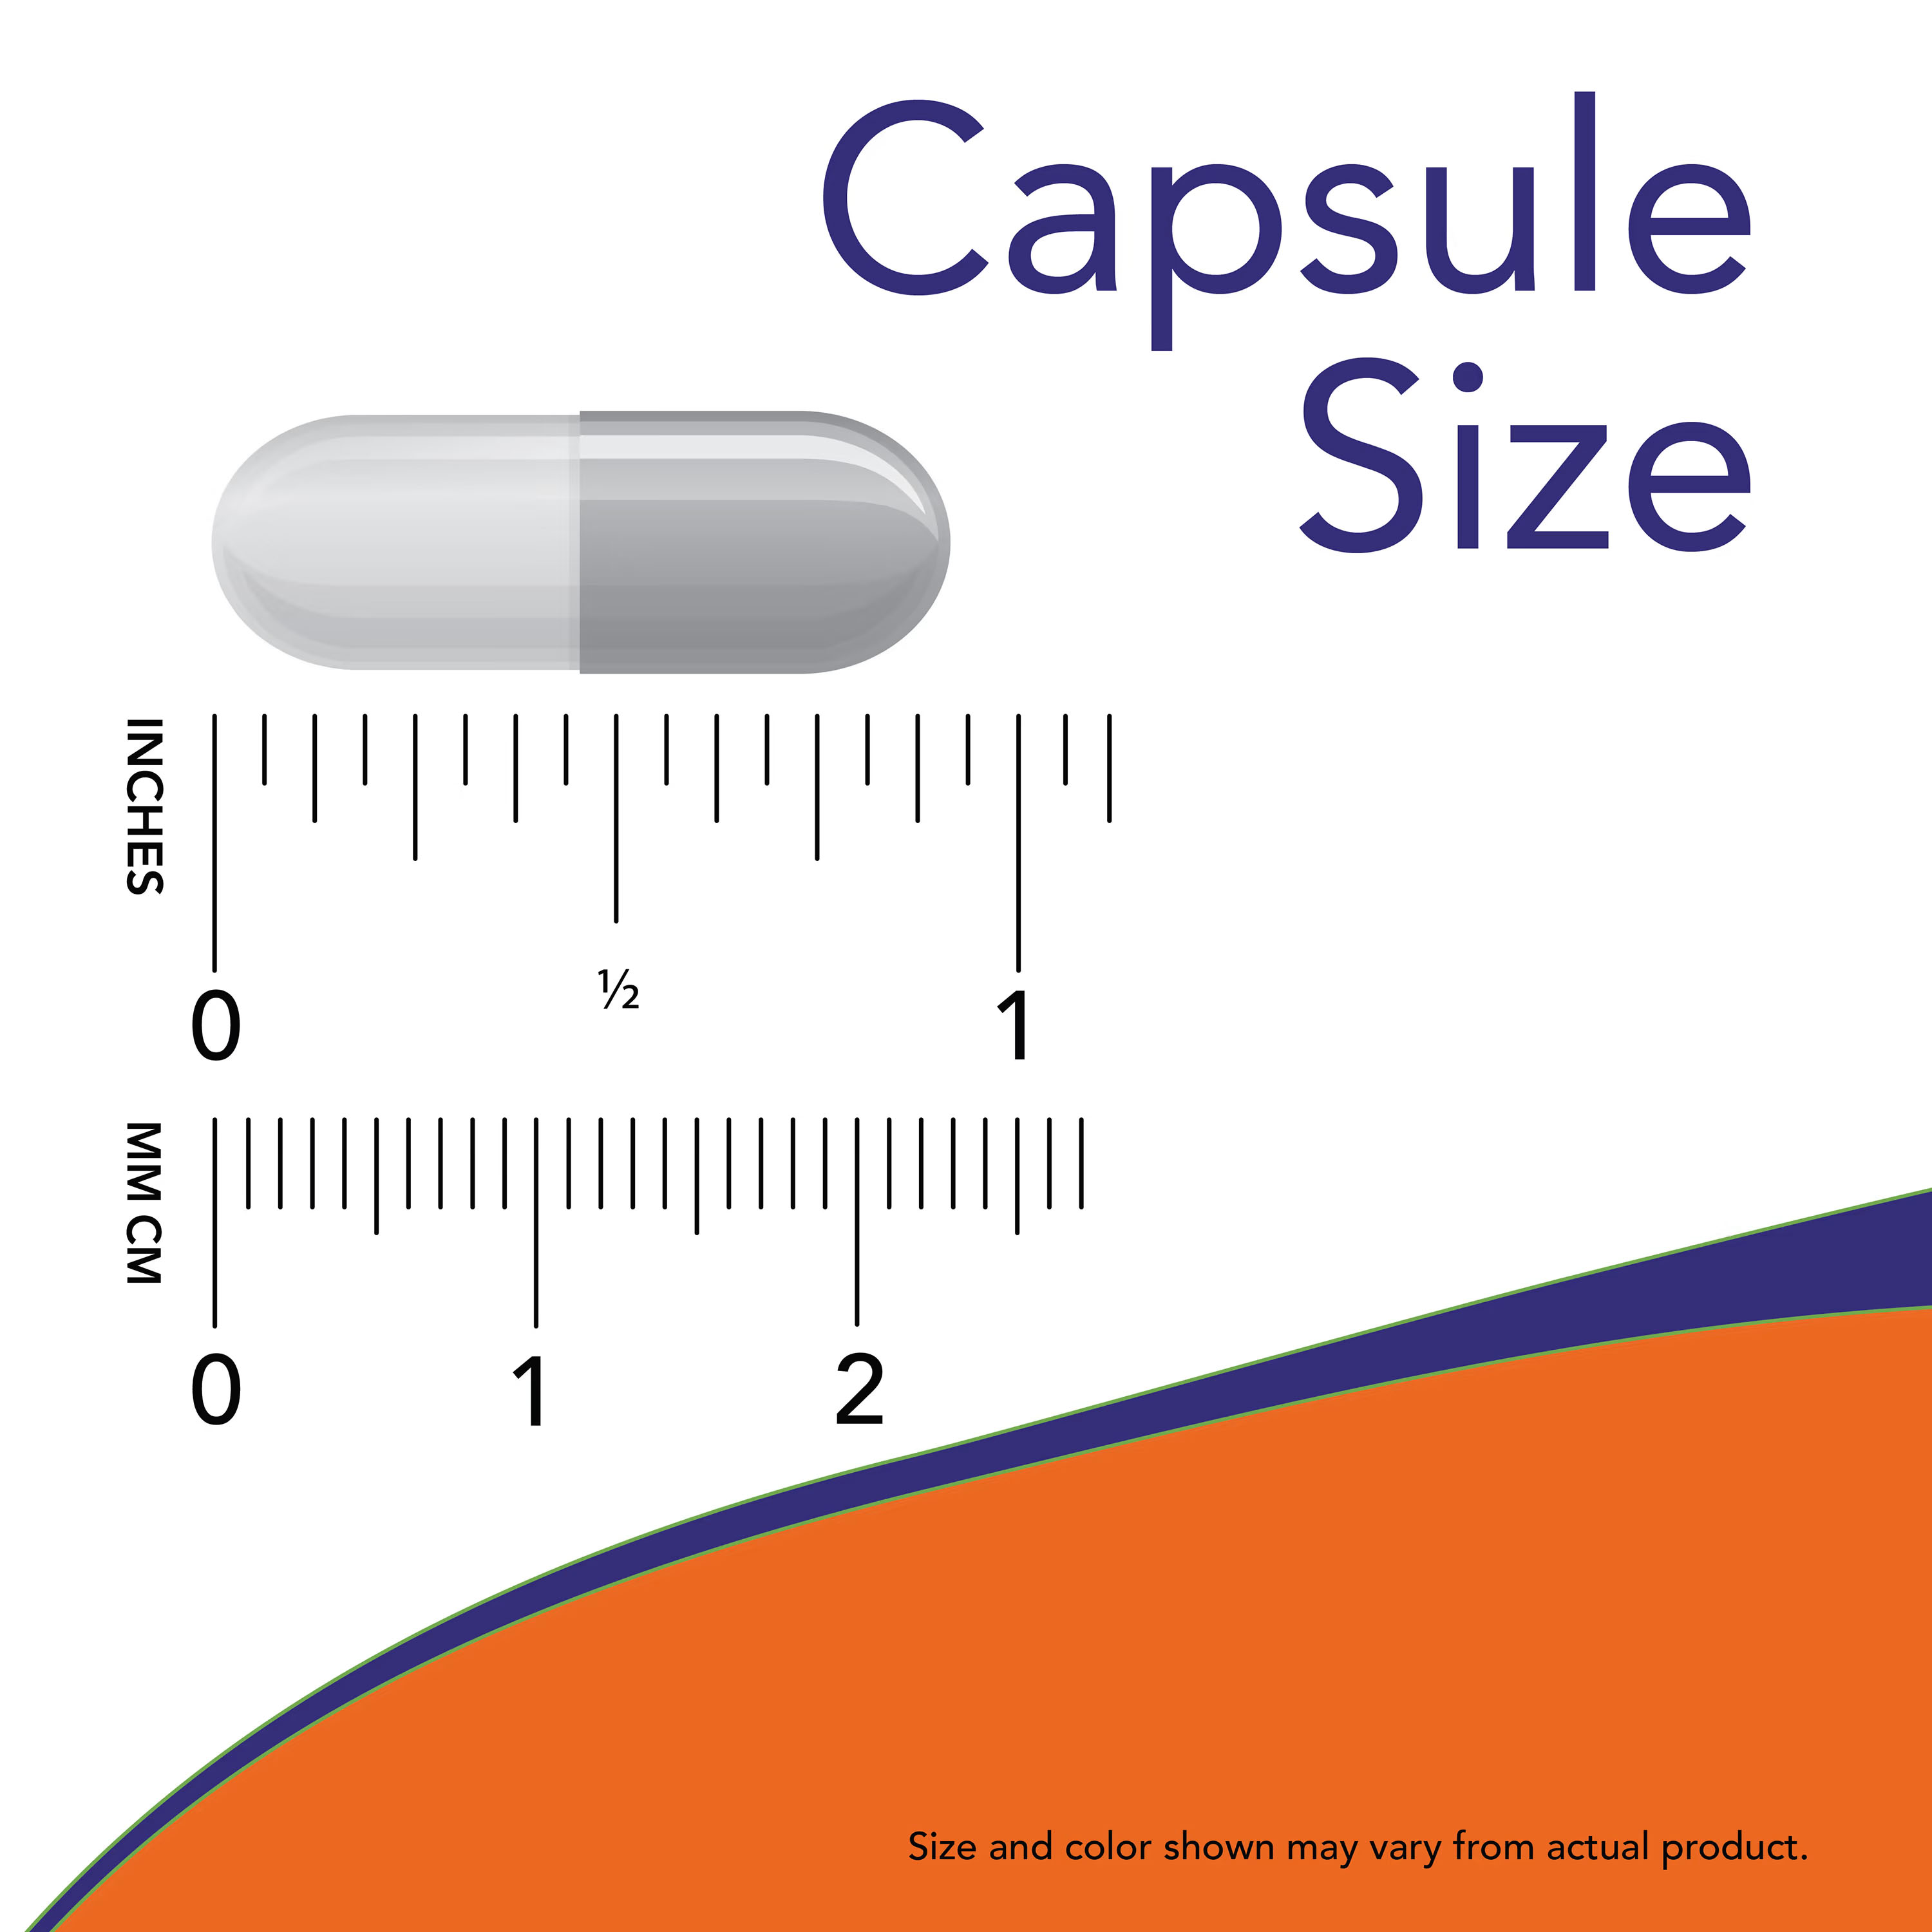 Capsule
Size
INCHES
0
½
1
MM CM
0
1
2
Size and color shown may vary from actual product.